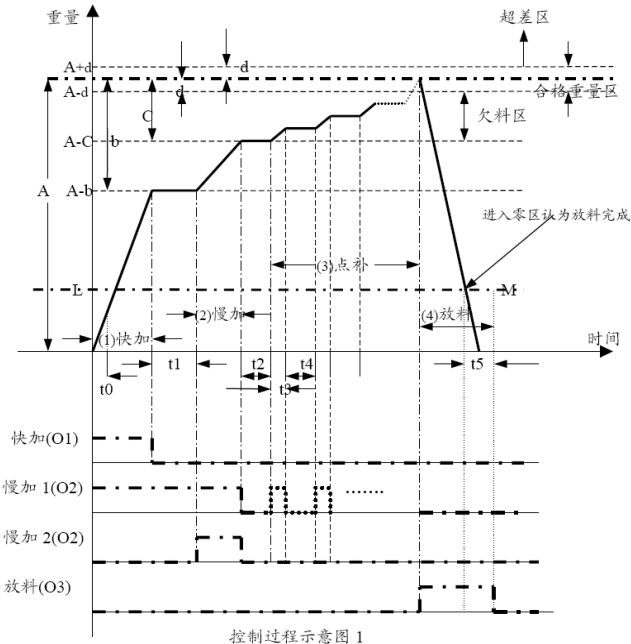 重量
超差区
A+d
d
A-d
d
合格重量区
C
欠料区
A-C
b
A
A-b
进入零区认为放料完成
(3)点补
L
M
(2)慢加
(4)放料
(1)快加
时间
t1
t2
t4
t5
t0
t3
快加(O1)
慢加 1(O2)
慢加 2(O2)
放料(O3)
控制过程示意图 1